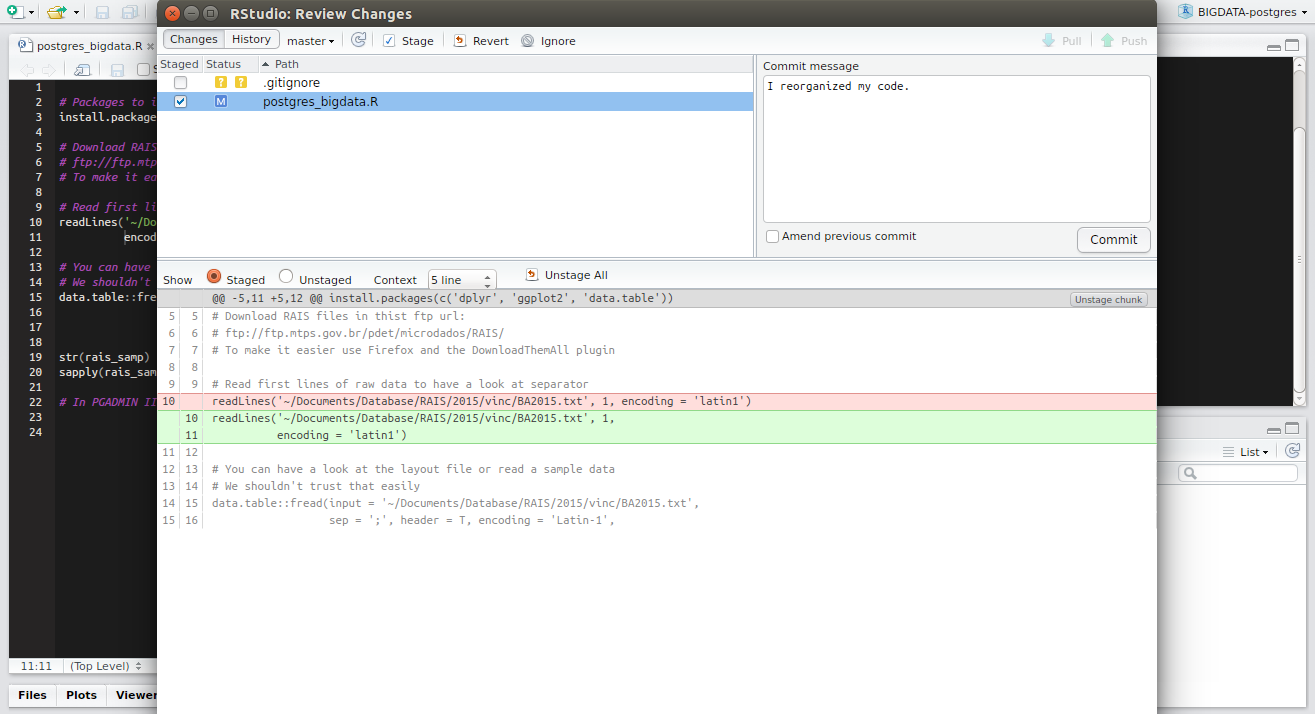 RStudio: Review Changes
BIGDATA-postgres
Changes History master Stage Revert Ignore Pull Push
Staged Status Path
? ? .gitignore
M postgres_bigdata.R
Commit message
I reorganized my code.
Amend previous commit
Commit
Show Staged Unstaged Context 5 line Unstage All
@@ -5,11 +5,12 @@ install.packages(c('dplyr', 'ggplot2', 'data.table')) Unstage chunk
5 5 # Download RAIS files in thist ftp url:
6 6 # ftp://ftp.mtps.gov.br/pdet/microdados/RAIS/
7 7 # To make it easier use Firefox and the DownloadThemAll plugin
8 8
9 9 # Read first lines of raw data to have a look at separator
10 readLines('~/Documents/Database/RAIS/2015/vinc/BA2015.txt', 1, encoding = 'latin1')
10 readLines('~/Documents/Database/RAIS/2015/vinc/BA2015.txt', 1,
11 encoding = 'latin1')
11 12
12 13 # You can have a look at the layout file or read a sample data
13 14 # We shouldn't trust that easily
14 15 data.table::fread(input = '~/Documents/Database/RAIS/2015/vinc/BA2015.txt',
15 16 sep = ';', header = T, encoding = 'Latin-1',
postgres_bigdata.R
1
2 # Packages to i
3 install.package
4
5 # Download RAIS
6 # ftp://ftp.mtp
7 # To make it ea
8
9 # Read first li
10 readLines('~/Do
11 encod
12
13 # You can have
14 # We shouldn't
15 data.table::fre
16
17
18
19 str(rais_samp)
20 sapply(rais_sam
21
22 # In PGADMIN II
23
24
11:11 (Top Level)
Files Plots Viewer
List